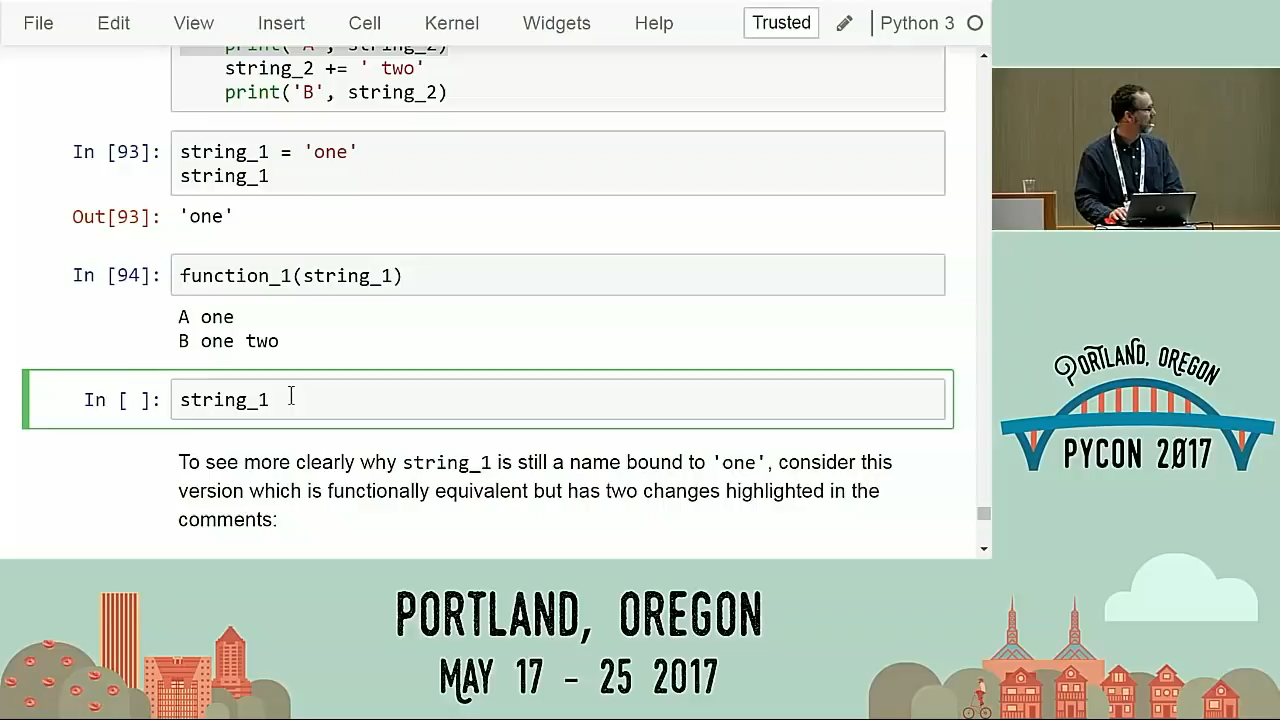 File Edit View Insert Cell Kernel Widgets Help Trusted Python 3
print('A', string_2)
string_2 += ' two'
print('B', string_2)
In [93]: string_1 = 'one'
string_1
Out[93]: 'one'
In [94]: function_1(string_1)
A one
B one two
In [ ]: string_1
To see more clearly why string_1 is still a name bound to 'one', consider this
version which is functionally equivalent but has two changes highlighted in the
comments:
PORTLAND, OREGON
PYCON 2017
PORTLAND, OREGON
MAY 17 - 25 2017